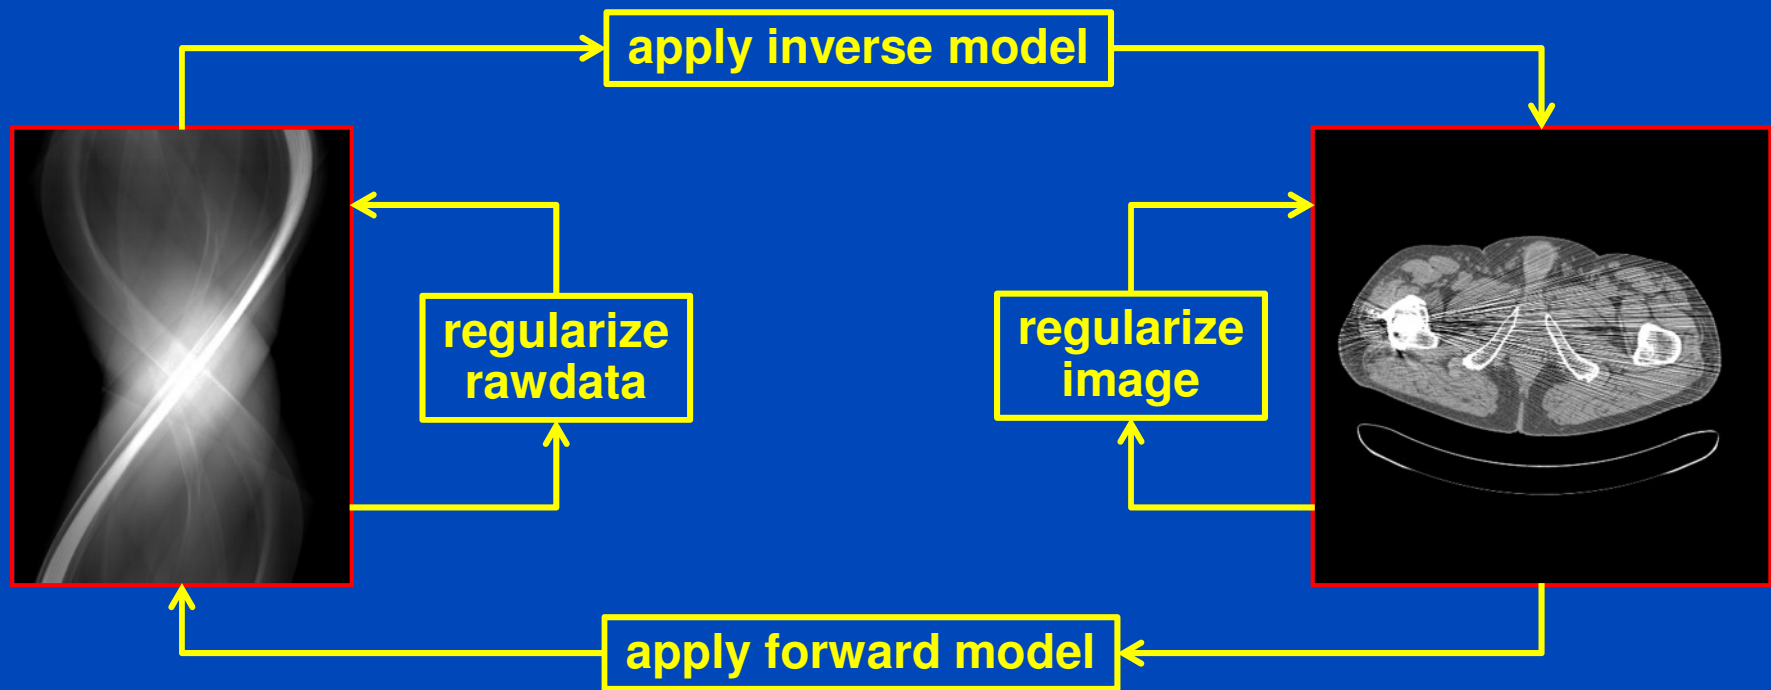 apply inverse model
regularize
rawdata
regularize
image
apply forward model